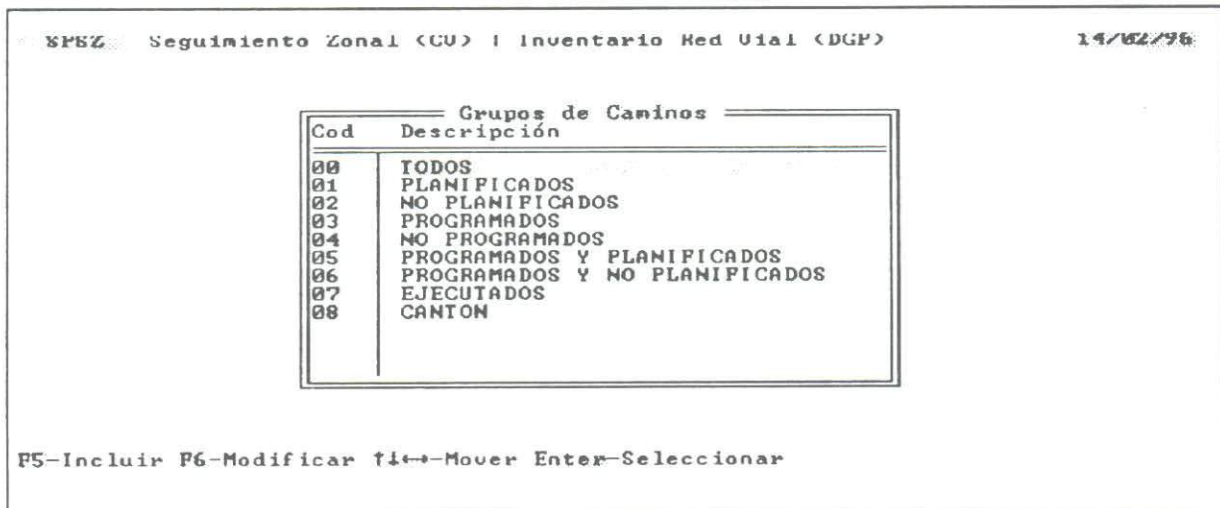 Seguimiento Zonal (CV) | Inventario Red Vial (DGP) 14/02/96
Grupos de Caminos
Cod Descripción
00 TODOS
01 PLANIFICADOS
02 NO PLANIFICADOS
03 PROGRAMADOS
04 NO PROGRAMADOS
05 PROGRAMADOS Y PLANIFICADOS
06 PROGRAMADOS Y NO PLANIFICADOS
07 EJECUTADOS
08 CANTON
F5-Incluir F6-Modificar ↑↓←→-Mover Enter-Seleccionar